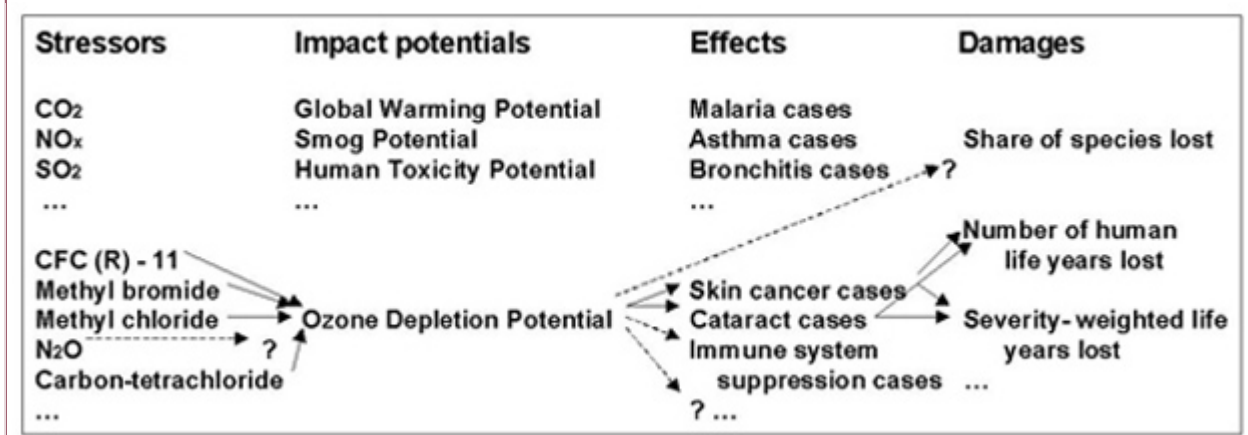 Stressors Impact potentials Effects Damages
CO2 Global Warming Potential Malaria cases
NOx Smog Potential Asthma cases Share of species lost
SO2 Human Toxicity Potential Bronchitis cases ?
... ... ...
Number of human
CFC (R) - 11 life years lost
Methyl bromide Skin cancer cases
Methyl chloride Ozone Depletion Potential Cataract cases Severity-weighted life
N2O ? Immune system years lost
Carbon-tetrachloride suppression cases ...
... ? ...